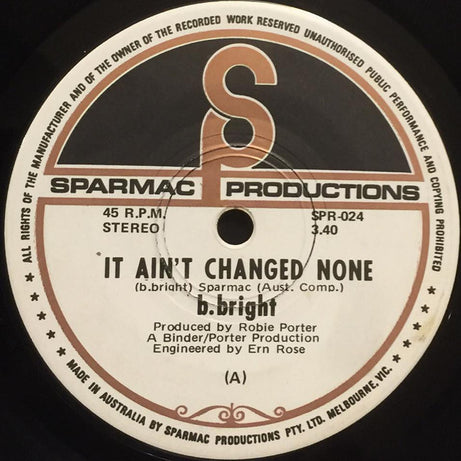 ALL RIGHTS OF THE MANUFACTURER AND OF THE OWNER OF THE RECORDED WORK RESERVED UNAUTHORISED PUBLIC PERFORMANCE AND COPYING PROHIBITED
SP
SPARMAC PRODUCTIONS
45 R.P.M. SPR-024
STEREO 3.40
IT AIN'T CHANGED NONE
(b.bright) Sparmac (Aust. Comp.)
b.bright
Produced by Robie Porter
A Binder/Porter Production
Engineered by Ern Rose
(A)
MADE IN AUSTRALIA BY SPARMAC PRODUCTIONS PTY. LTD. MELBOURNE, VIC.